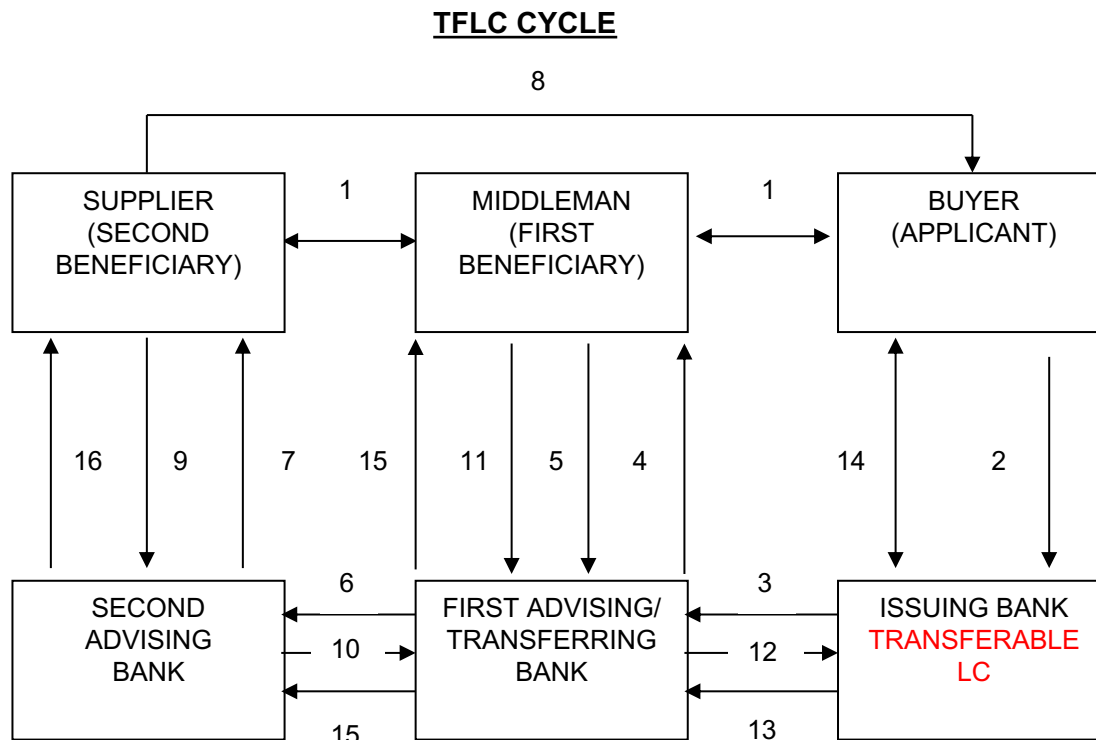 TFLC CYCLE
8
SUPPLIER
(SECOND
BENEFICIARY)
1
MIDDLEMAN
(FIRST
BENEFICIARY)
1
BUYER
(APPLICANT)
16
9
7
15
11
5
4
14
2
6
3
SECOND
ADVISING
BANK
10
FIRST ADVISING/
TRANSFERRING
BANK
12
ISSUING BANK
TRANSFERABLE
LC
15
13